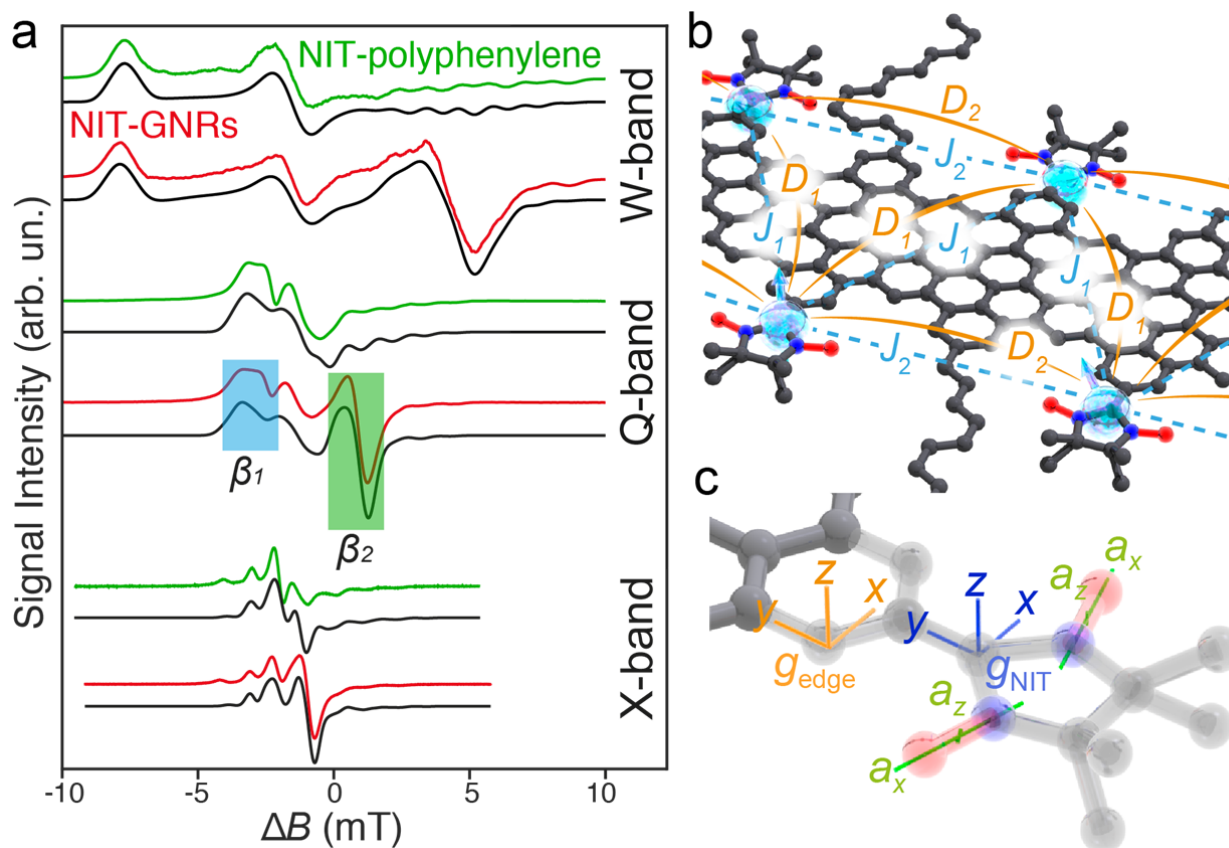 a
NIT-polyphenylene
NIT-GNRs
W-band
Q-band
β1
β2
X-band
Signal Intensity (arb. un.)
-10 -5 0 5 10
ΔB (mT)
b
D2
J2
D1
J1
D1
J1
J1
D1
J2
D2
c
z
x
y
gedge
z
x
y
gNIT
ax
az
az
ax